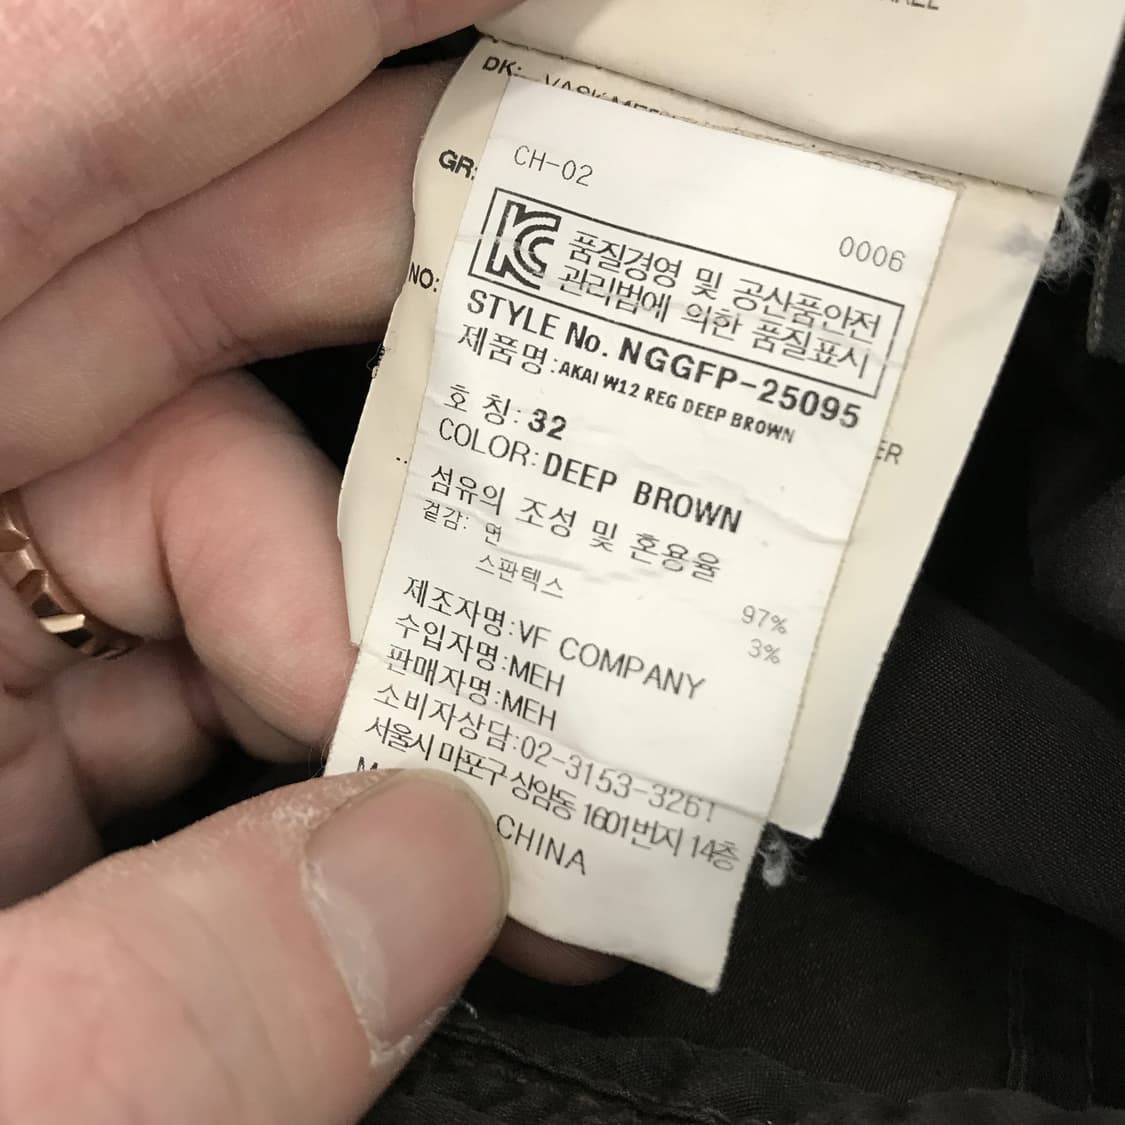 DK:
GR:
NO:
CH-02
0006
품질경영 및 공산품안전
관리법에 의한 품질표시
STYLE No. NGGFP-25095
제품명:AKAI W12 REG DEEP BROWN
호 칭: 32
COLOR: DEEP BROWN
섬유의 조성 및 혼용율
겉감: 면 97%
스판텍스 3%
제조자명:VF COMPANY
수입자명:MEH
판매자명:MEH
소비자상담:02-3153-3261
서울시 마포구 상암동 1601번지 14층
CHINA